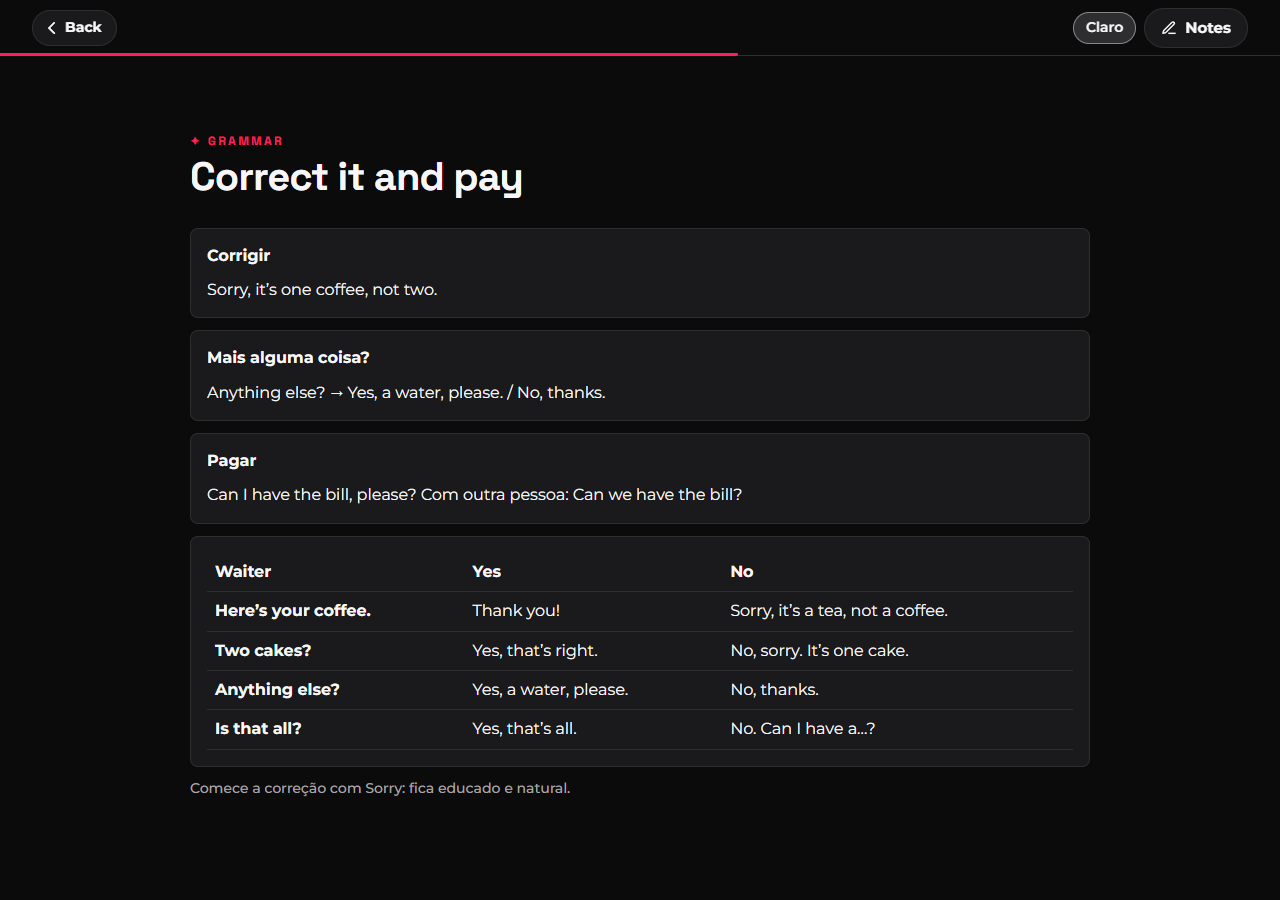 Back
Claro
Notes
✦ GRAMMAR
Correct it and pay
Corrigir
Sorry, it’s one coffee, not two.
Mais alguma coisa?
Anything else? → Yes, a water, please. / No, thanks.
Pagar
Can I have the bill, please? Com outra pessoa: Can we have the bill?
Waiter Yes No
Here’s your coffee. Thank you! Sorry, it’s a tea, not a coffee.
Two cakes? Yes, that’s right. No, sorry. It’s one cake.
Anything else? Yes, a water, please. No, thanks.
Is that all? Yes, that’s all. No. Can I have a…?
Comece a correção com Sorry: fica educado e natural.